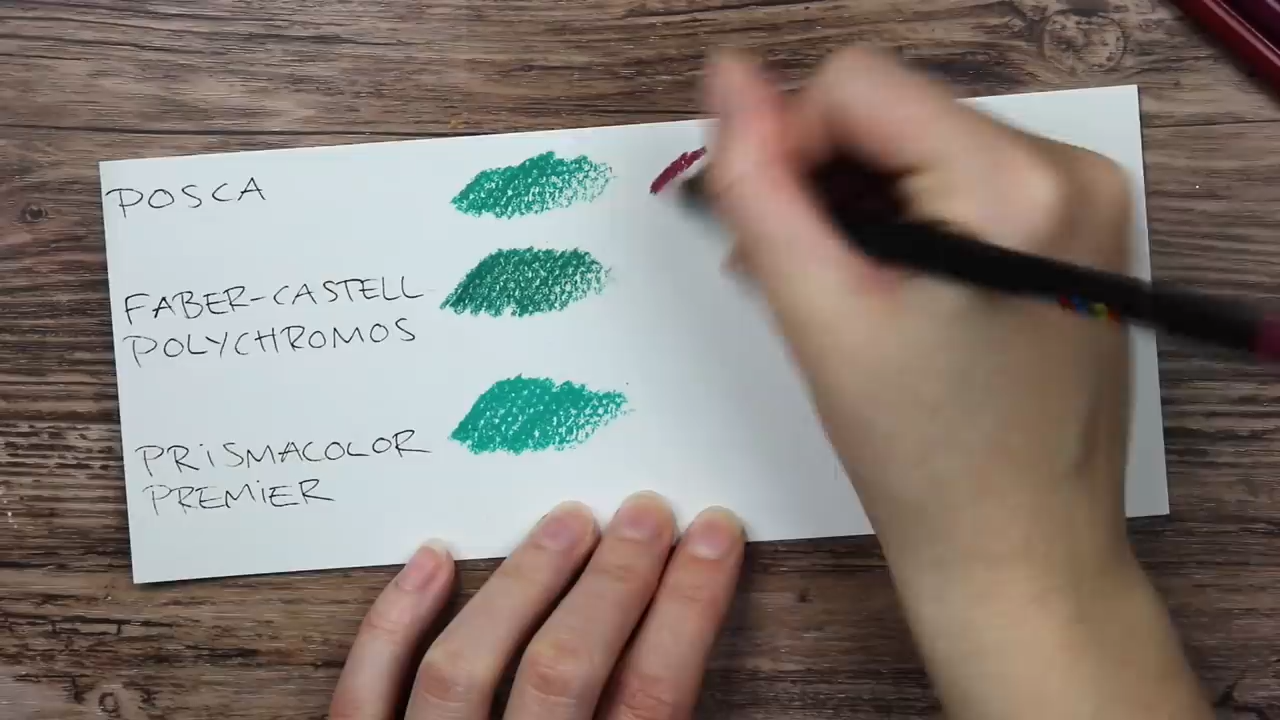 POSCA
FABER-CASTELL
POLYCHROMOS
PRiSMACOLOR
PREMiER